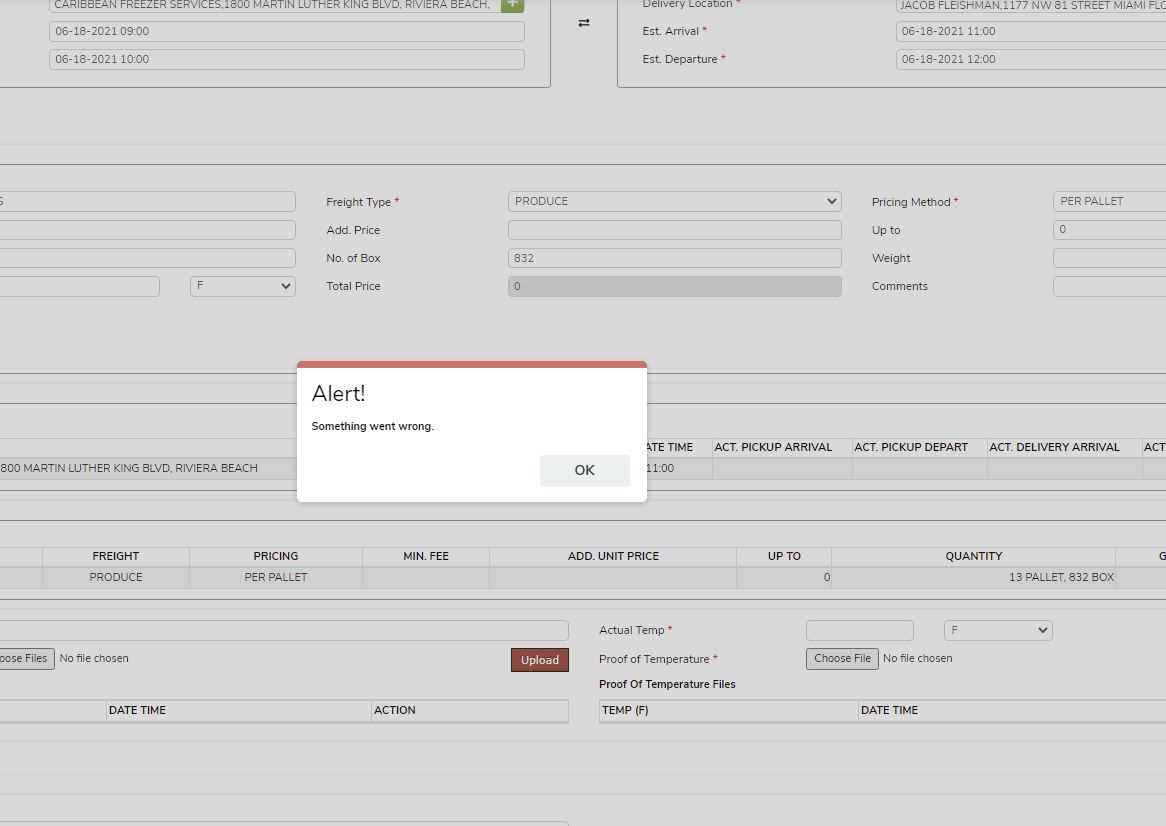 CARIBBEAN FREEZER SERVICES,1800 MARTIN LUTHER KING BLVD, RIVIERA BEACH, +
Delivery Location * JACOB FLEISHMAN,1177 NW 81 STREET MIAMI FLO
06-18-2021 09:00
Est. Arrival * 06-18-2021 11:00
06-18-2021 10:00
Est. Departure * 06-18-2021 12:00
S Freight Type * PRODUCE Pricing Method * PER PALLET
Add. Price Up to 0
No. of Box 832 Weight
F Total Price 0 Comments
Alert!
Something went wrong.
OK
ATE TIME ACT. PICKUP ARRIVAL ACT. PICKUP DEPART ACT. DELIVERY ARRIVAL ACT
800 MARTIN LUTHER KING BLVD, RIVIERA BEACH 11:00
FREIGHT PRICING MIN. FEE ADD. UNIT PRICE UP TO QUANTITY G
PRODUCE PER PALLET 0 13 PALLET, 832 BOX
Actual Temp * F
oose Files No file chosen Upload Proof of Temperature * Choose File No file chosen
Proof Of Temperature Files
DATE TIME ACTION TEMP (F) DATE TIME